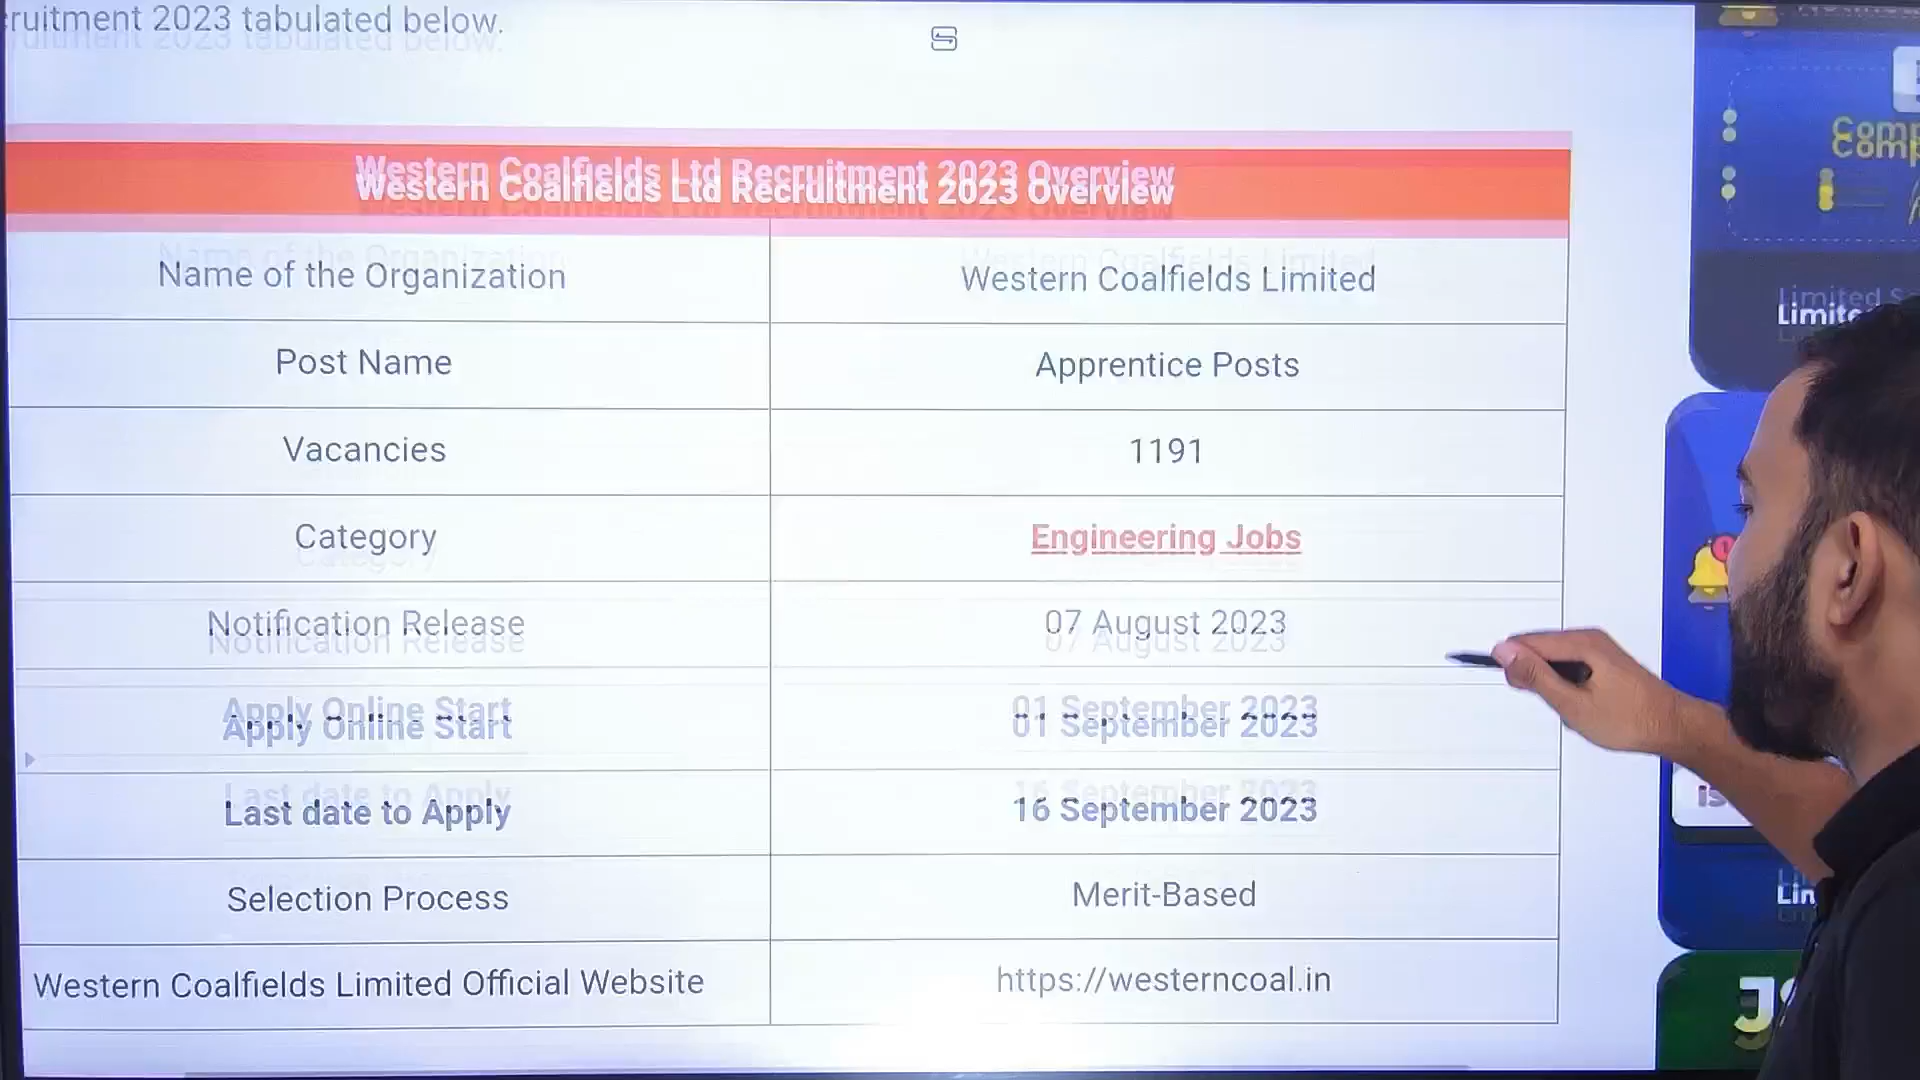 ruitment 2023 tabulated below.
Western Coalfields Ltd Recruitment 2023 Overview
Name of the Organization Western Coalfields Limited
Post Name Apprentice Posts
Vacancies 1191
Category Engineering Jobs
Notification Release 07 August 2023
Apply Online Start 01 September 2023
Last date to Apply 16 September 2023
Selection Process Merit-Based
Western Coalfields Limited Official Website https://westerncoal.in
Comp
Limited